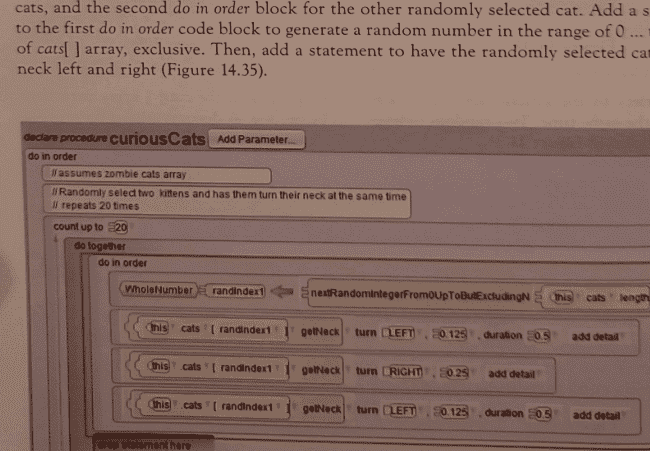 cats, and the second do in order block for the other randomly selected cat. Add a s
to the first do in order code block to generate a random number in the range of 0 ...
of cats[ ] array, exclusive. Then, add a statement to have the randomly selected cat
neck left and right (Figure 14.35).
declare procedure curiousCats Add Parameter...
do in order
// assumes zombie cats array
// Randomly select two kittens and has them turn their neck at the same time
// repeats 20 times
count up to 20
do together
do in order
WholeNumber randIndex1 nextRandomIntegerFrom0UpToButExcludingN this cats length
this cats [ randIndex1 ] getNeck turn LEFT , 0.125 , duration 0.5 add detail
this cats [ randIndex1 ] getNeck turn RIGHT , 0.25 add detail
this cats [ randIndex1 ] getNeck turn LEFT , 0.125 , duration 0.5 add detail
drop statement here